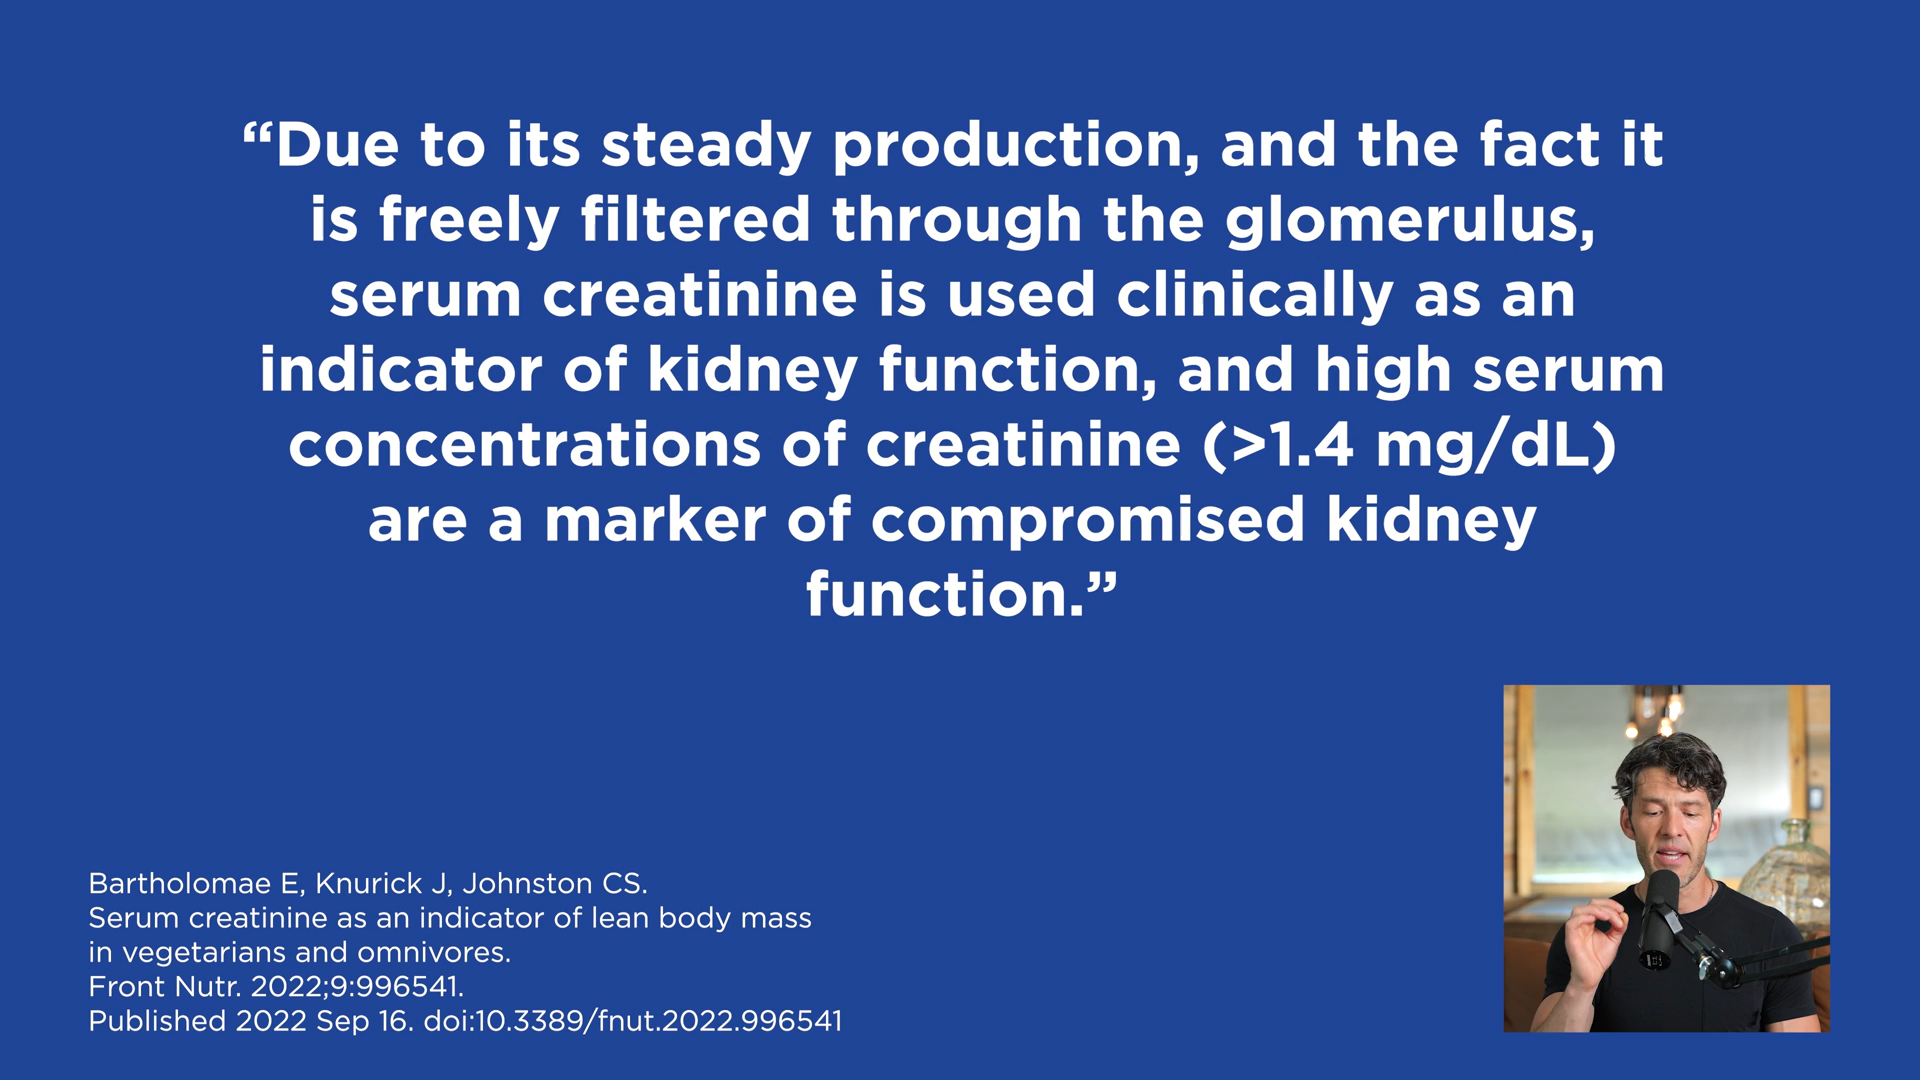 “Due to its steady production, and the fact it
is freely filtered through the glomerulus,
serum creatinine is used clinically as an
indicator of kidney function, and high serum
concentrations of creatinine (>1.4 mg/dL)
are a marker of compromised kidney
function.”
Bartholomae E, Knurick J, Johnston CS.
Serum creatinine as an indicator of lean body mass
in vegetarians and omnivores.
Front Nutr. 2022;9:996541.
Published 2022 Sep 16. doi:10.3389/fnut.2022.996541